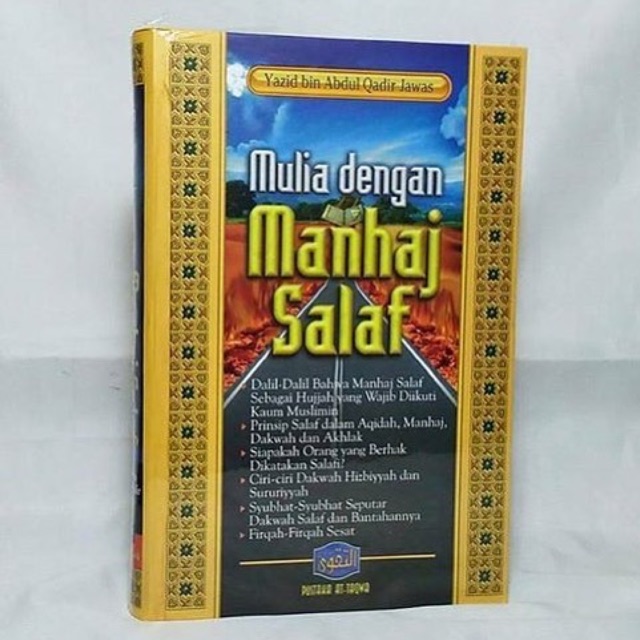 Yazid bin Abdul Qadir Jawas
Mulia dengan
Manhaj
Salaf
Dalil-Dalil Bahwa Manhaj Salaf
Sebagai Hujjah yang Wajib Diikuti
Kaum Muslimin
Prinsip Salaf dalam Aqidah, Manhaj,
Dakwah dan Akhlak
Siapakah Orang yang Berhak
Dikatakan Salafi?
Ciri-ciri Dakwah Hizbiyyah dan
Sururiyyah
Syubhat-Syubhat Seputar
Dakwah Salaf dan Bantahannya
Firqah-Firqah Sesat
التقوى
PUSTAKA AT-TAQWA